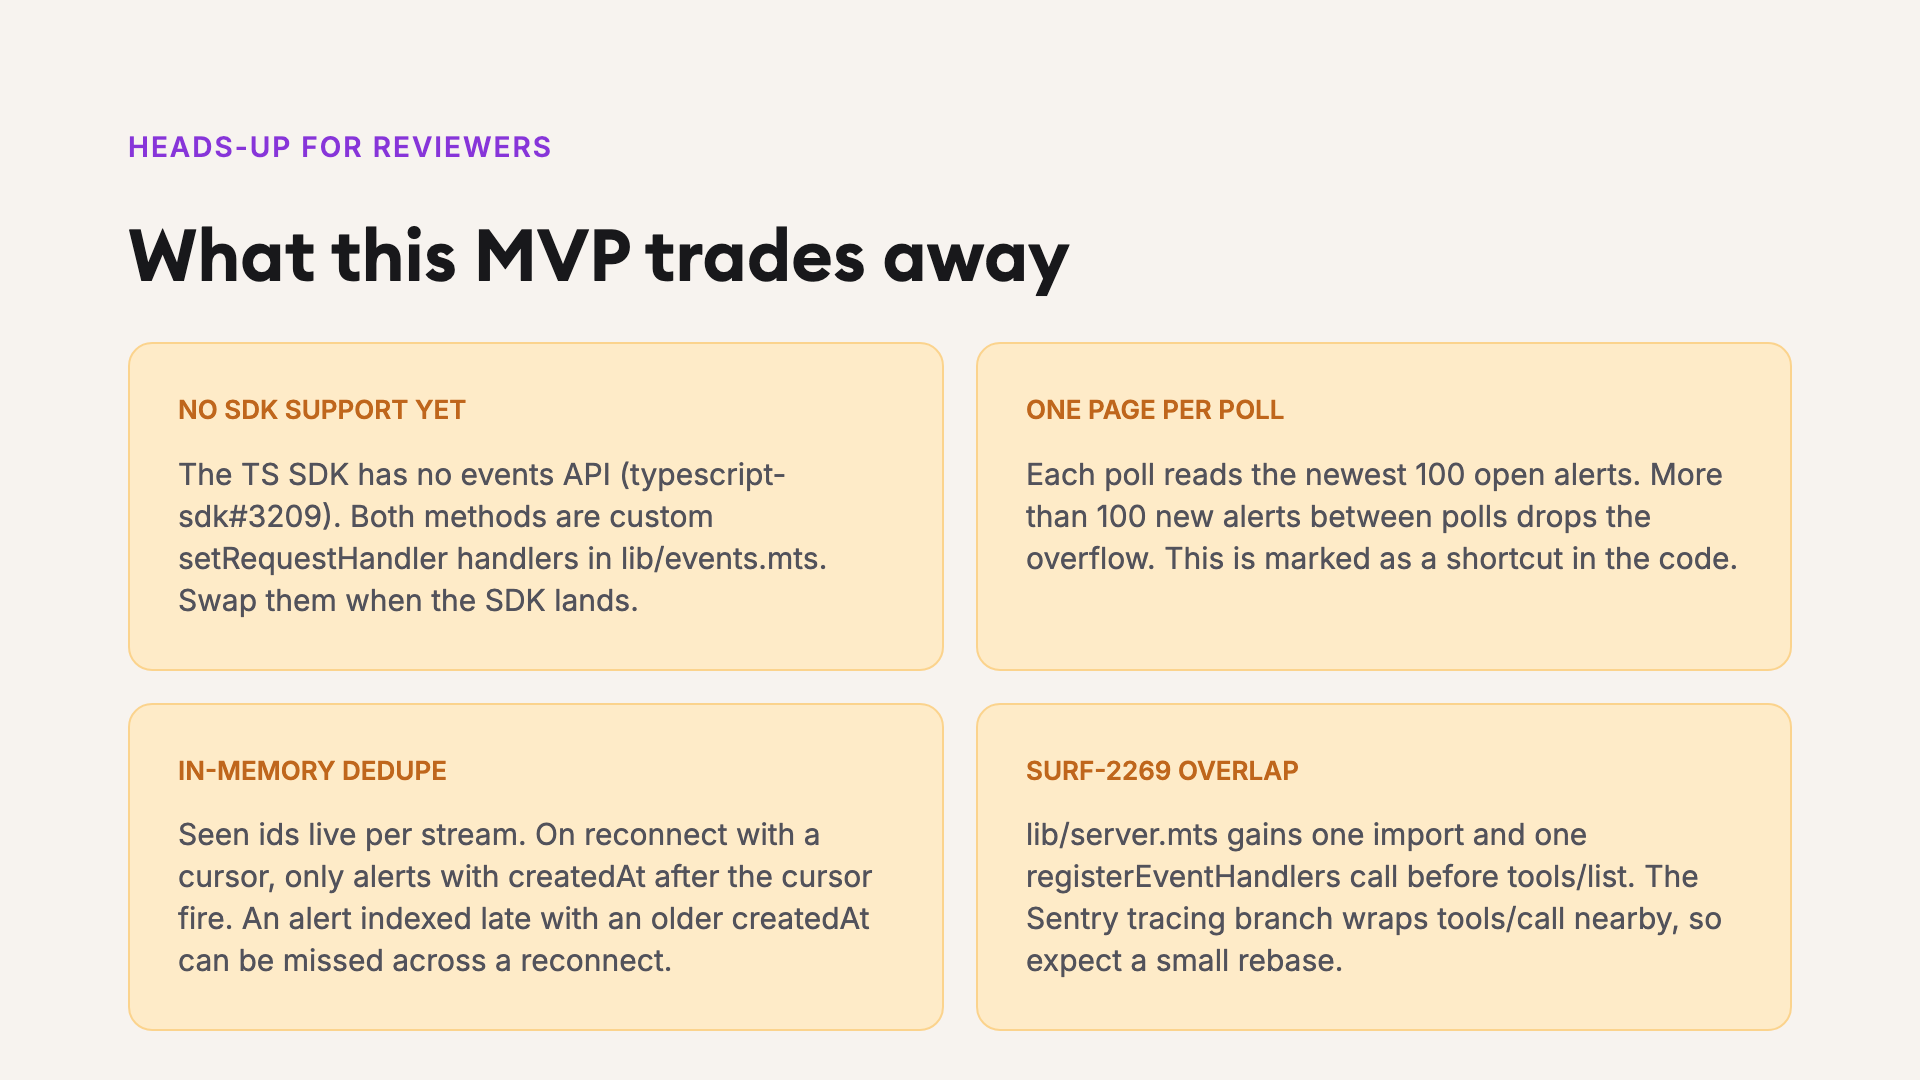 HEADS-UP FOR REVIEWERS
What this MVP trades away
NO SDK SUPPORT YET
The TS SDK has no events API (typescript-
sdk#3209). Both methods are custom
setRequestHandler handlers in lib/events.mts.
Swap them when the SDK lands.
ONE PAGE PER POLL
Each poll reads the newest 100 open alerts. More
than 100 new alerts between polls drops the
overflow. This is marked as a shortcut in the code.
IN-MEMORY DEDUPE
Seen ids live per stream. On reconnect with a
cursor, only alerts with createdAt after the cursor
fire. An alert indexed late with an older createdAt
can be missed across a reconnect.
SURF-2269 OVERLAP
lib/server.mts gains one import and one
registerEventHandlers call before tools/list. The
Sentry tracing branch wraps tools/call nearby, so
expect a small rebase.